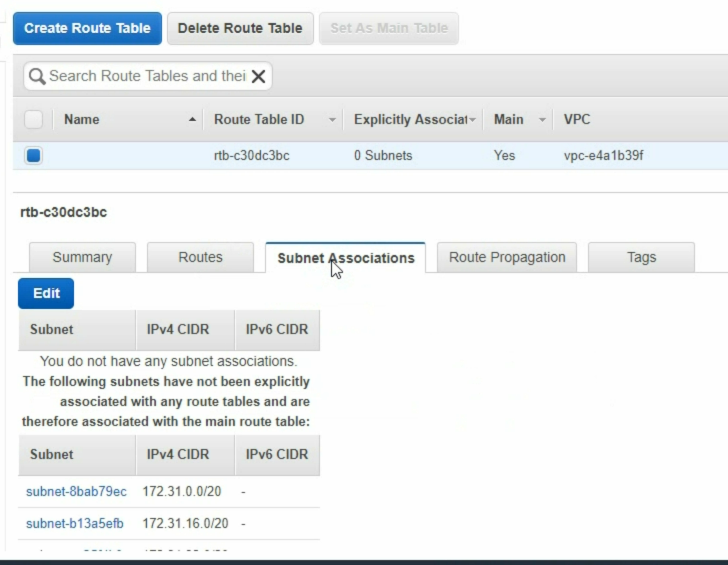 Create Route Table Delete Route Table Set As Main Table
Search Route Tables and thei
Name Route Table ID Explicitly Associat Main VPC
rtb-c30dc3bc 0 Subnets Yes vpc-e4a1b39f
rtb-c30dc3bc
Summary Routes Subnet Associations Route Propagation Tags
Edit
Subnet IPv4 CIDR IPv6 CIDR
You do not have any subnet associations.
The following subnets have not been explicitly
associated with any route tables and are
therefore associated with the main route table:
Subnet IPv4 CIDR IPv6 CIDR
subnet-8bab79ec 172.31.0.0/20 -
subnet-b13a5efb 172.31.16.0/20 -